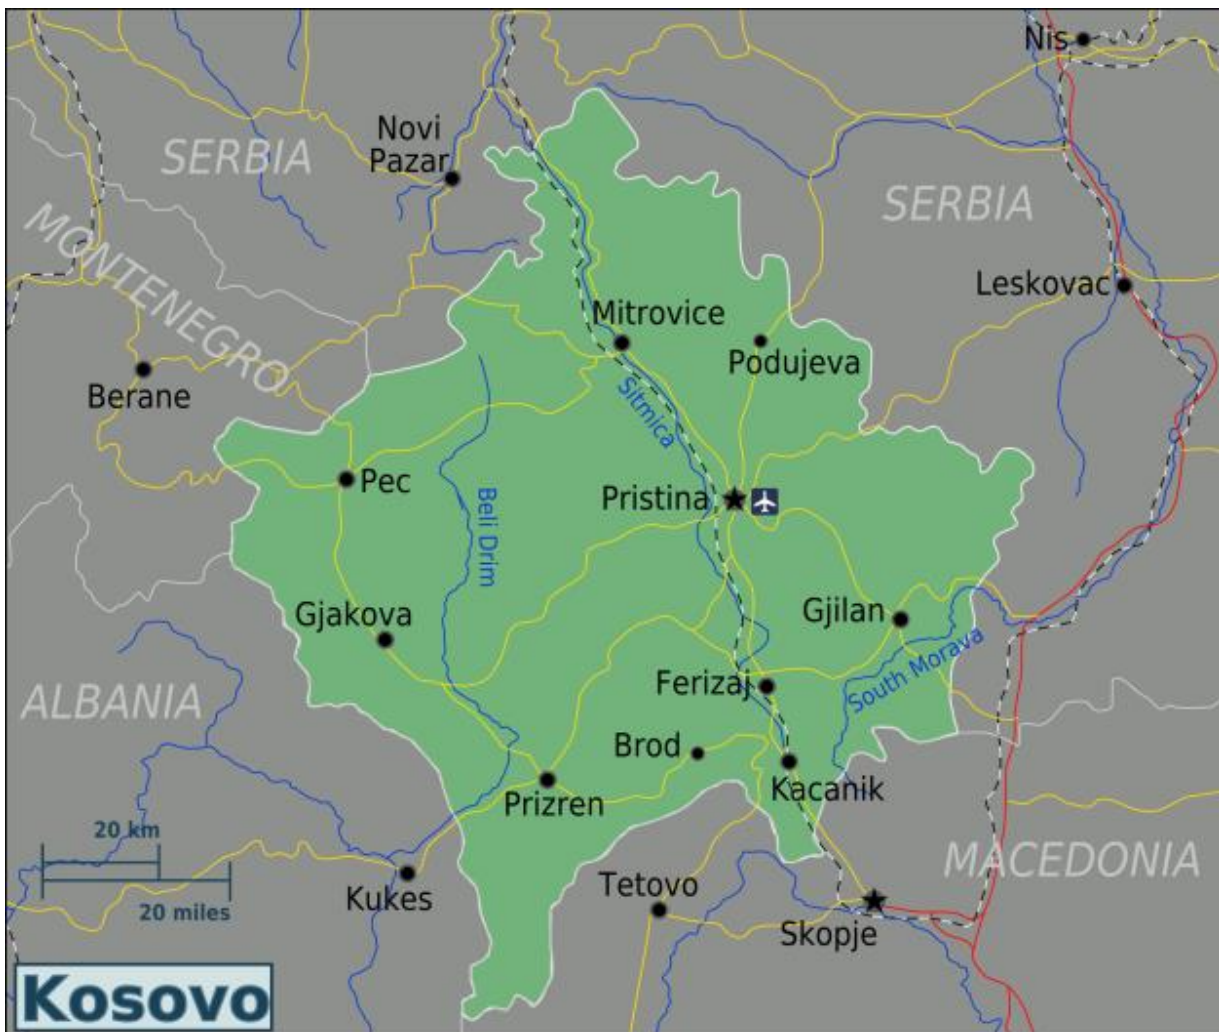 Nis
Novi
Pazar
SERBIA
SERBIA
MONTENEGRO
Leskovac
Mitrovice
Podujeva
Berane
Sitmica
Pec
Pristina
Beli Drim
Gjakova
Gjilan
South Morava
ALBANIA
Ferizaj
Brod
Kacanik
Prizren
20 km
MACEDONIA
Kukes
Tetovo
20 miles
Skopje
Kosovo